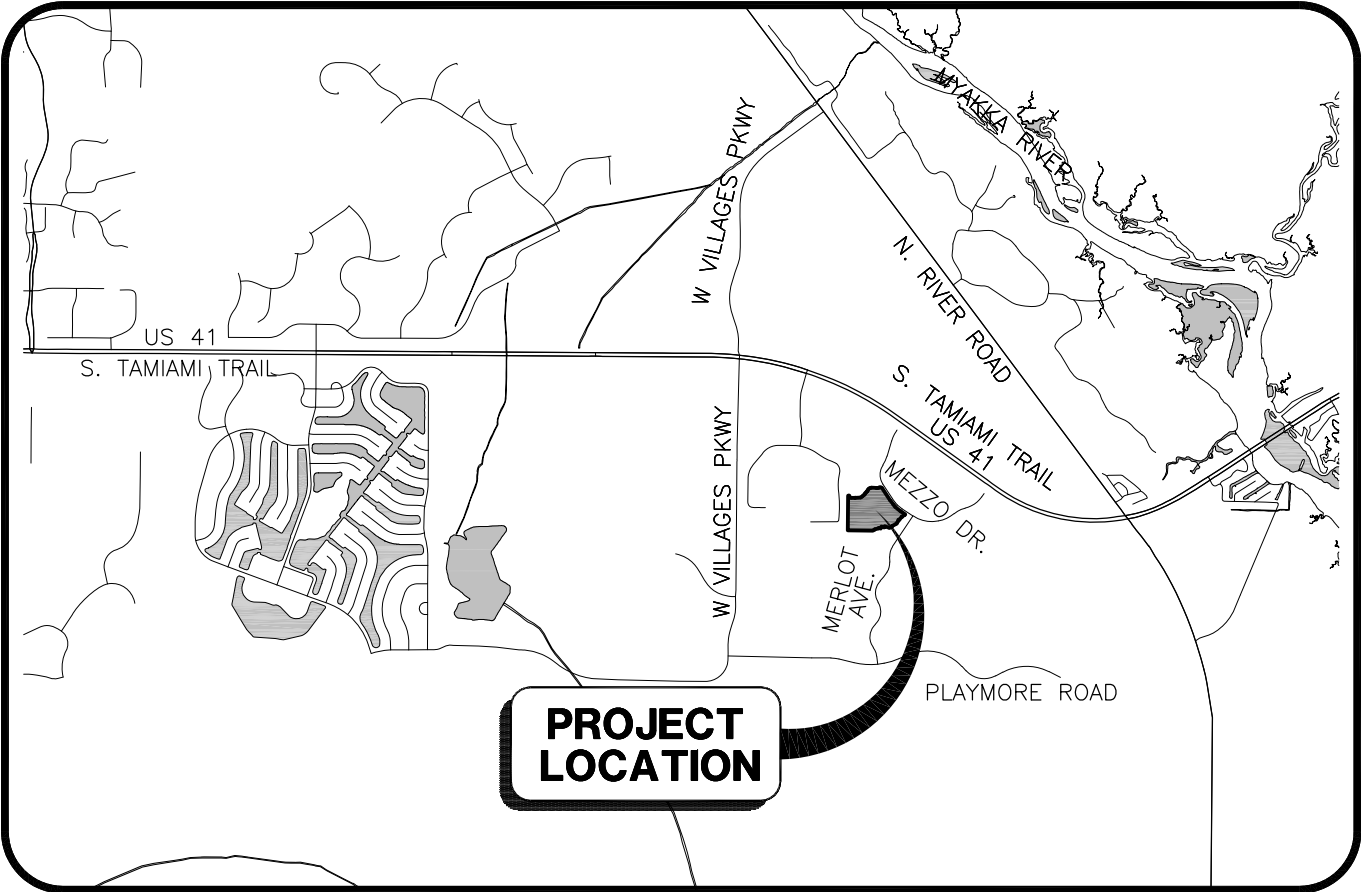 MYAKKA RIVER
W VILLAGES PKWY
N. RIVER ROAD
US 41
S. TAMIAMI TRAIL
S. TAMIAMI TRAIL
US 41
W VILLAGES PKWY
MEZZO DR.
MERLOT
AVE.
PLAYMORE ROAD
PROJECT
LOCATION